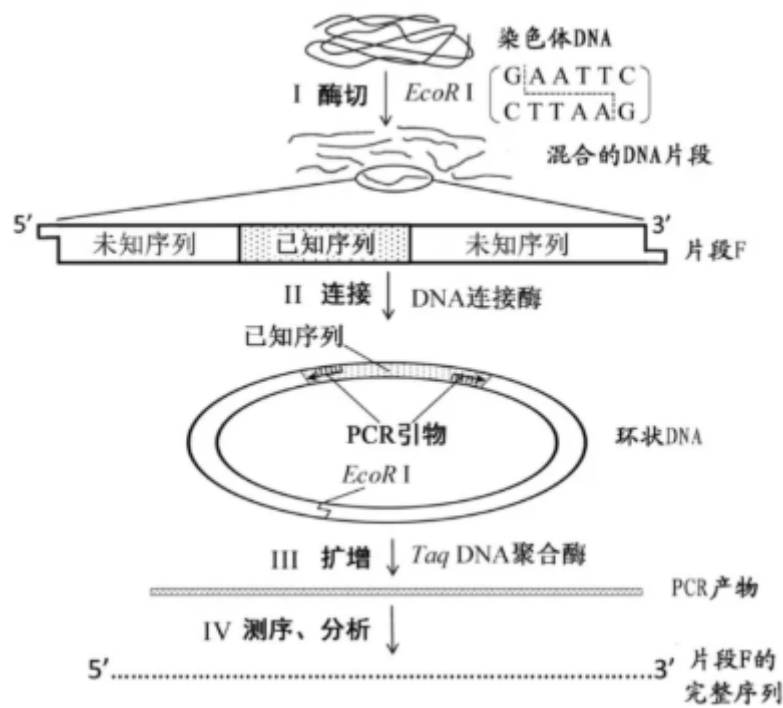 染色体DNA
I 酶切 EcoR I
GAATTC
CTTAAG
混合的DNA片段
5′ 3′
未知序列 已知序列 未知序列 片段F
II 连接 DNA连接酶
已知序列
PCR引物
环状DNA
EcoR I
III 扩增 Taq DNA聚合酶
PCR产物
IV 测序、分析
5′ 3′
片段F的
完整序列